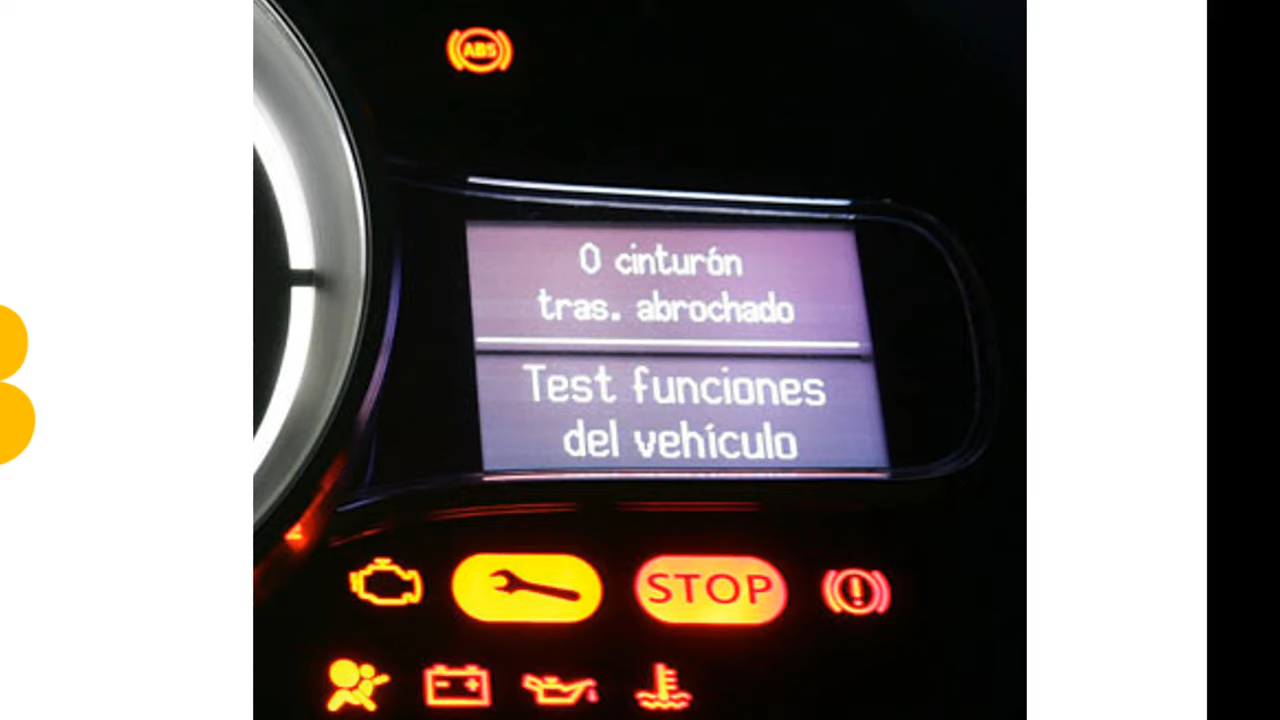 ABS
0 cinturón
tras. abrochado
Test funciones
del vehículo
STOP